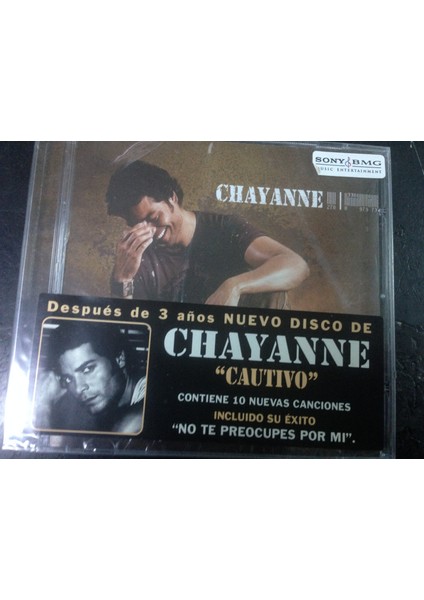 SONY BMG
MUSIC ENTERTAINMENT
CHAYANNE
Después de 3 años NUEVO DISCO DE
CHAYANNE
“CAUTIVO”
CONTIENE 10 NUEVAS CANCIONES
INCLUIDO SU ÉXITO
“NO TE PREOCUPES POR MI”.